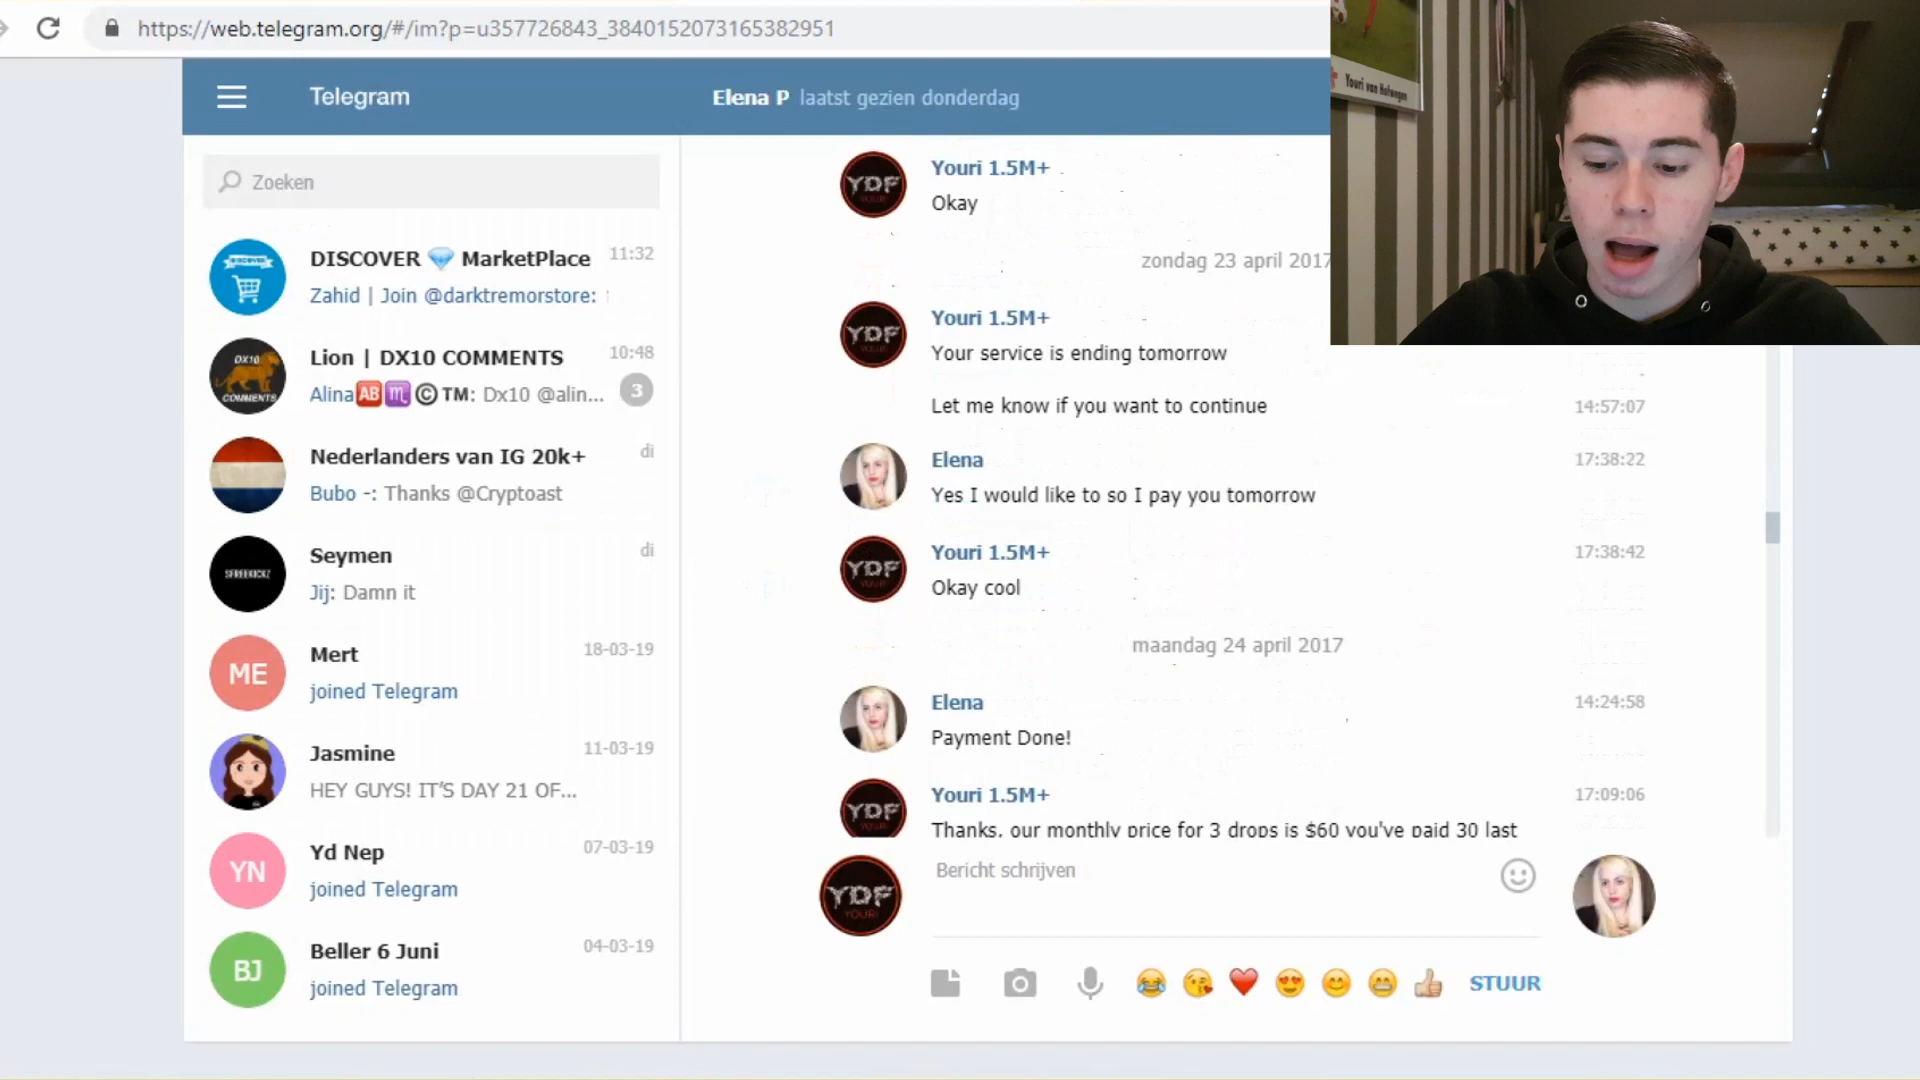 https://web.telegram.org/#/im?p=u357726843_3840152073165382951
Telegram
Elena P laatst gezien donderdag
Youri van Hofwegen
Zoeken
DISCOVER 💎 MarketPlace 11:32
Zahid | Join @darktremorstore:
Lion | DX10 COMMENTS 10:48
Alina🆎♏©™: Dx10 @alin... 3
Nederlanders van IG 20k+ di
Bubo -: Thanks @Cryptoast
Seymen di
Jij: Damn it
Mert 18-03-19
joined Telegram
Jasmine 11-03-19
HEY GUYS! IT'S DAY 21 OF...
Yd Nep 07-03-19
joined Telegram
Beller 6 Juni 04-03-19
joined Telegram
DISCOVER
DX10
COMMENTS
ME
YN
BJ
Youri 1.5M+
Okay
zondag 23 april 2017
Youri 1.5M+
Your service is ending tomorrow
Let me know if you want to continue 14:57:07
Elena 17:38:22
Yes I would like to so I pay you tomorrow
Youri 1.5M+ 17:38:42
Okay cool
maandag 24 april 2017
Elena 14:24:58
Payment Done!
Youri 1.5M+ 17:09:06
Thanks. our monthly price for 3 drops is $60 you've paid 30 last
Bericht schrijven
YDF
YOURI
STUUR